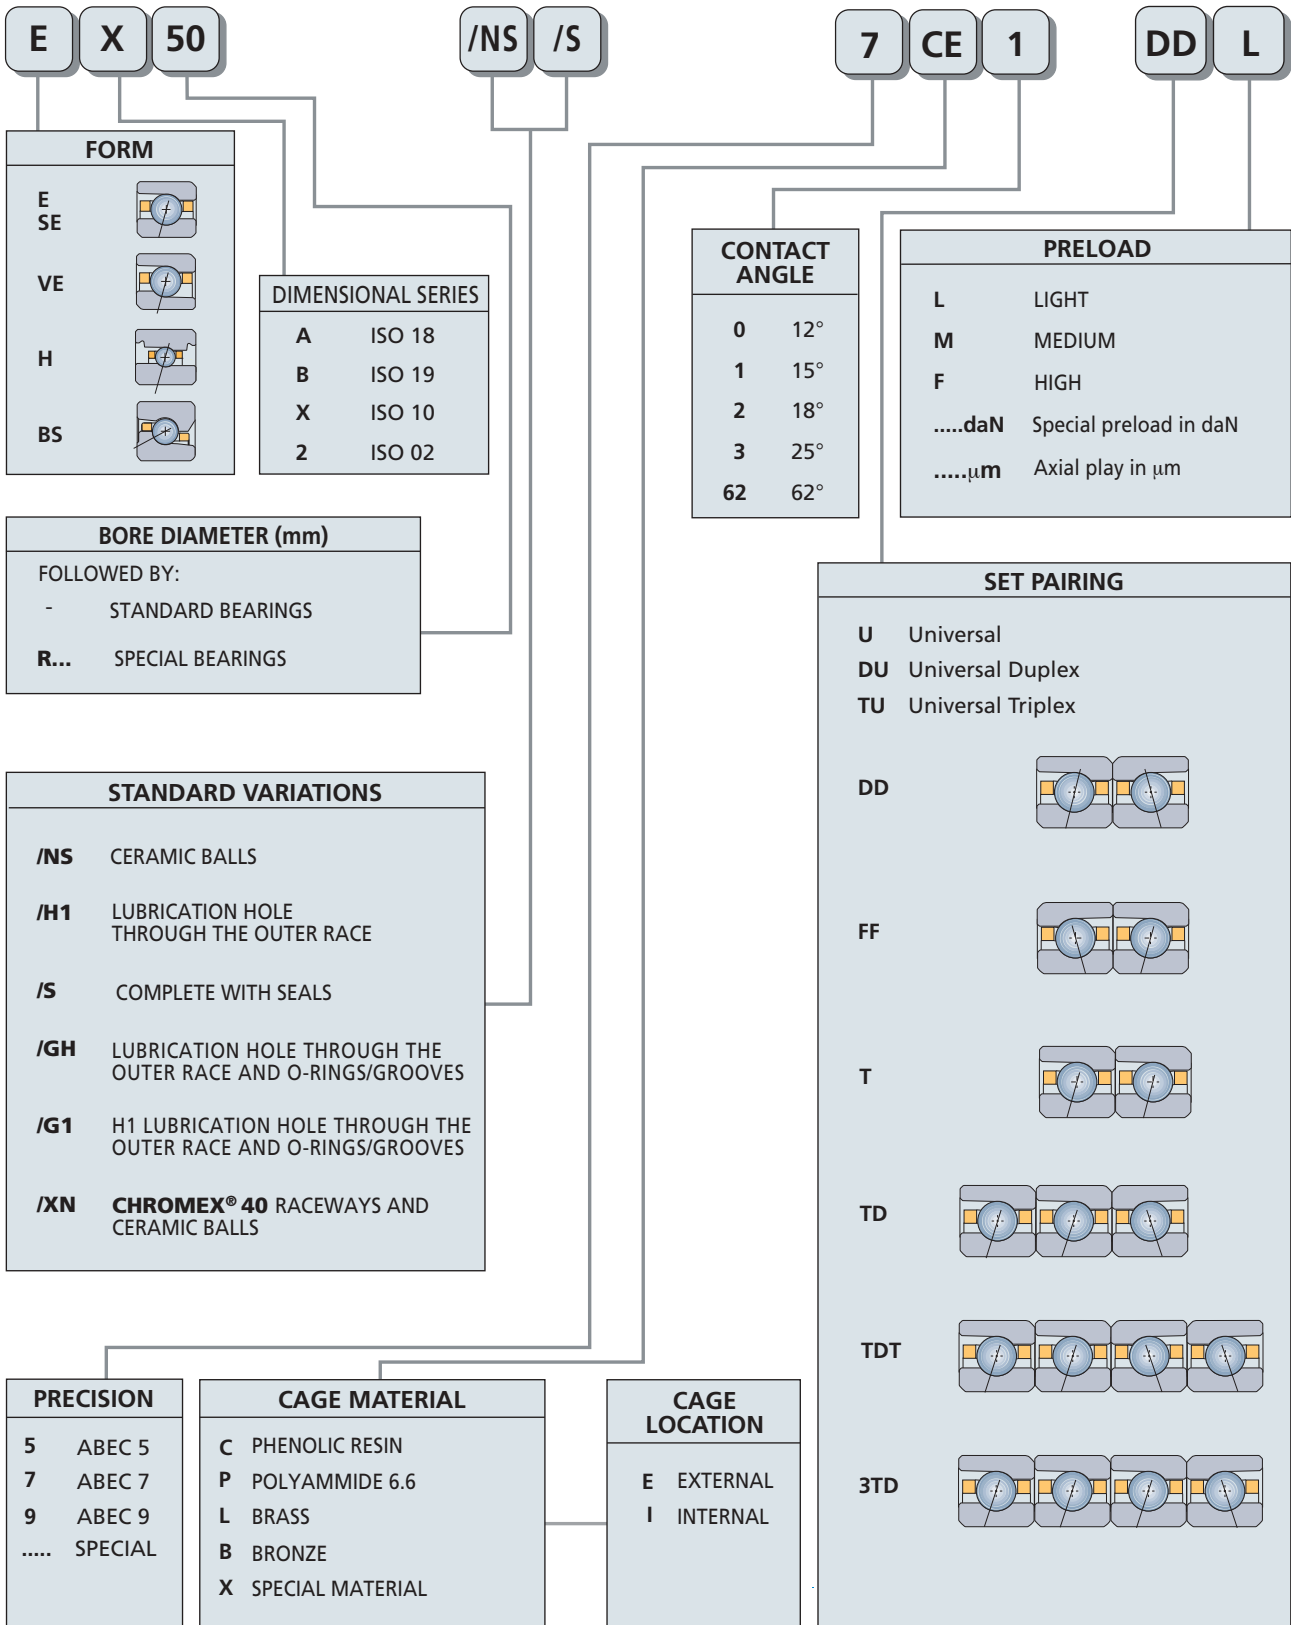 E X 50 /NS /S 7 CE 1 DD L
FORM
E
SE
VE
H
BS
DIMENSIONAL SERIES
A ISO 18
B ISO 19
X ISO 10
2 ISO 02
CONTACT
ANGLE
0 12°
1 15°
2 18°
3 25°
62 62°
PRELOAD
L LIGHT
M MEDIUM
F HIGH
.....daN Special preload in daN
.....μm Axial play in μm
BORE DIAMETER (mm)
FOLLOWED BY:
- STANDARD BEARINGS
R... SPECIAL BEARINGS
SET PAIRING
U Universal
DU Universal Duplex
TU Universal Triplex
DD
FF
T
TD
TDT
3TD
STANDARD VARIATIONS
/NS CERAMIC BALLS
/H1 LUBRICATION HOLE
THROUGH THE OUTER RACE
/S COMPLETE WITH SEALS
/GH LUBRICATION HOLE THROUGH THE
OUTER RACE AND O-RINGS/GROOVES
/G1 H1 LUBRICATION HOLE THROUGH THE
OUTER RACE AND O-RINGS/GROOVES
/XN CHROMEX® 40 RACEWAYS AND
CERAMIC BALLS
PRECISION
5 ABEC 5
7 ABEC 7
9 ABEC 9
..... SPECIAL
CAGE MATERIAL
C PHENOLIC RESIN
P POLYAMMIDE 6.6
L BRASS
B BRONZE
X SPECIAL MATERIAL
CAGE
LOCATION
E EXTERNAL
I INTERNAL